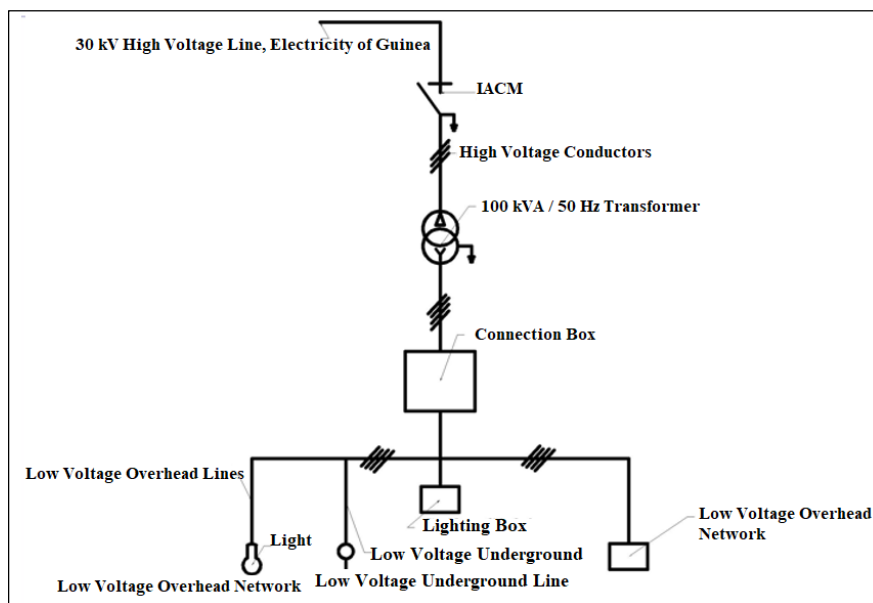 30 kV High Voltage Line, Electricity of Guinea
IACM
High Voltage Conductors
100 kVA / 50 Hz Transformer
Connection Box
Low Voltage Overhead Lines
Low Voltage Overhead
Network
Lighting Box
Light
Low Voltage Underground
Low Voltage Overhead Network
Low Voltage Underground Line